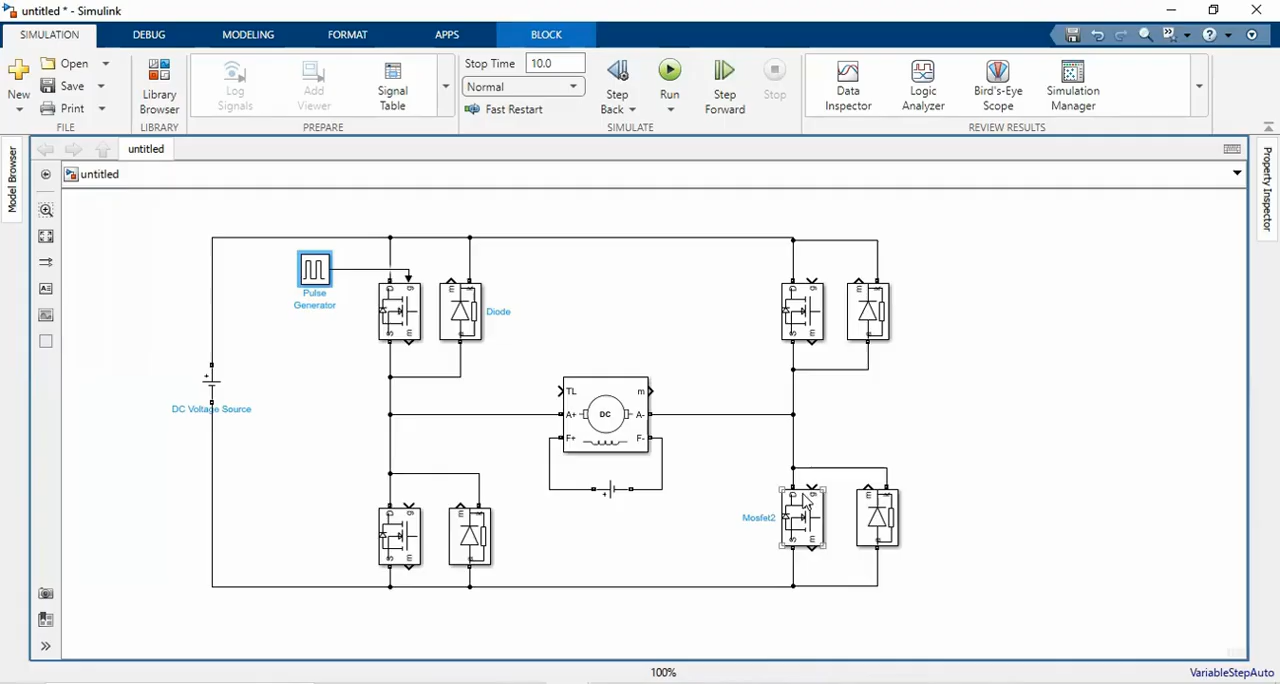 untitled * - Simulink
SIMULATION DEBUG MODELING FORMAT APPS BLOCK
New
Open
Save
Print
FILE
Library
Browser
LIBRARY
Log
Signals
Add
Viewer
Signal
Table
PREPARE
Stop Time 10.0
Normal
Fast Restart
Step
Back
Run
Step
Forward
Stop
SIMULATE
Data
Inspector
Logic
Analyzer
Bird's-Eye
Scope
Simulation
Manager
REVIEW RESULTS
Model Browser
untitled
untitled
Property Inspector
Pulse
Generator
D g
S m
m k
a
Diode
D g
S m
m k
a
DC Voltage Source
TL m
A+ DC A-
F+ F-
D g
S m
m k
a
Mosfet2
D g
S m
m k
a
100%
VariableStepAuto